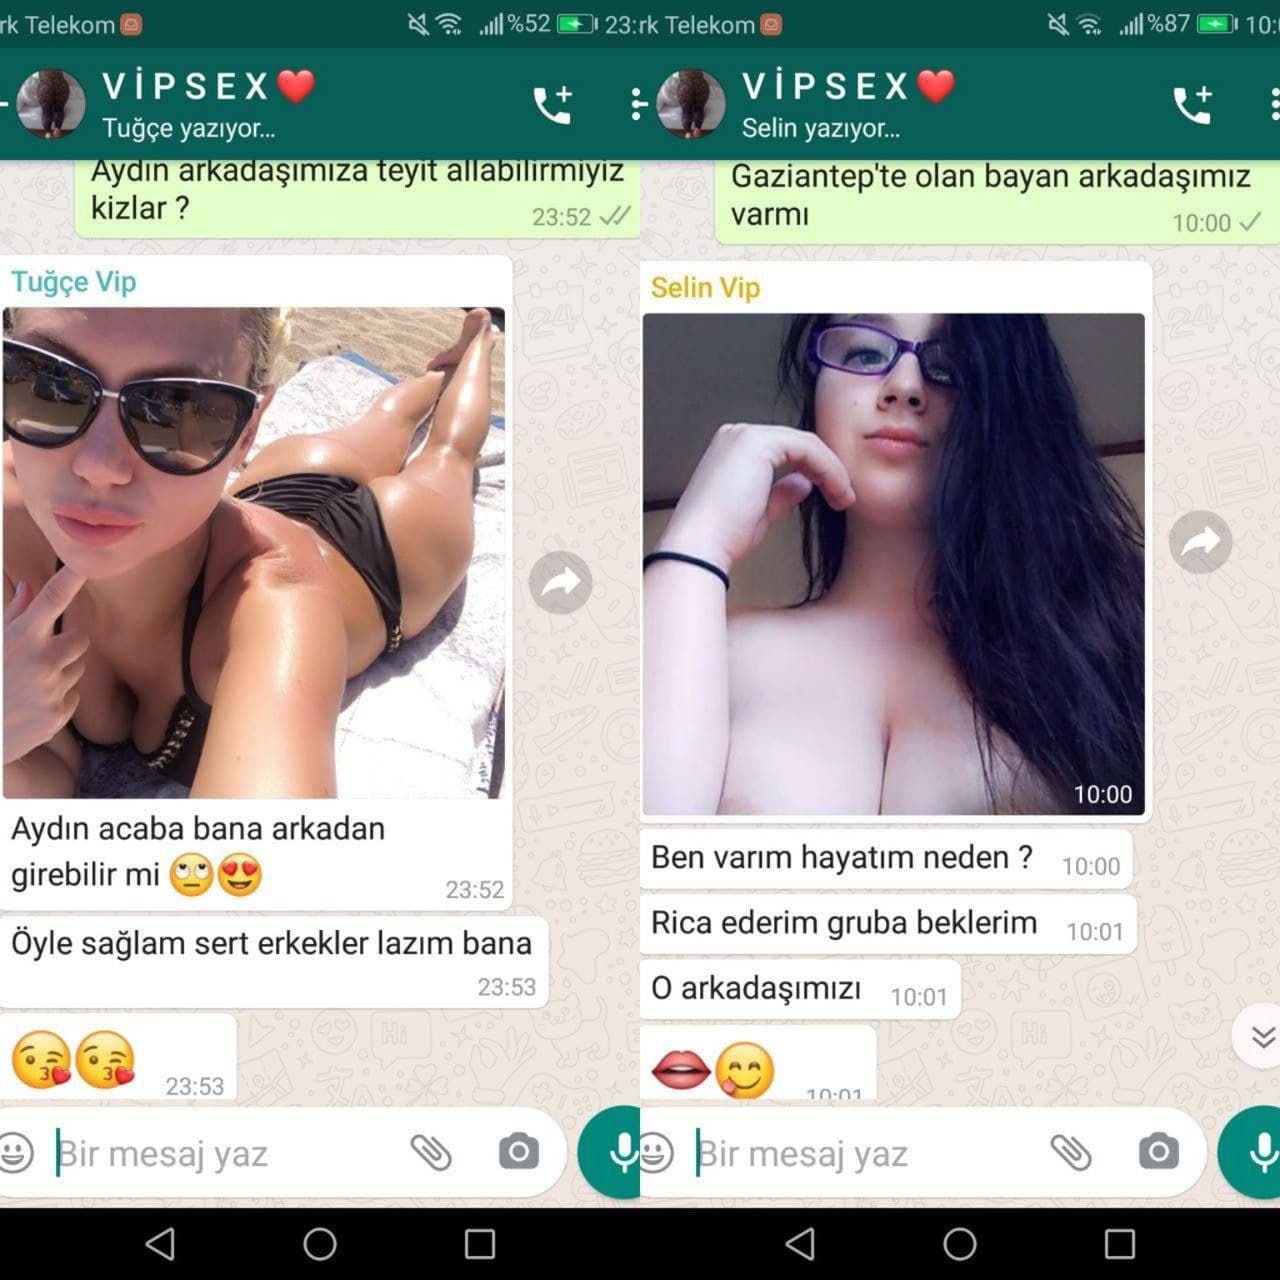 rk Telekom
%52
23:
VİPSEX❤️
Tuğçe yazıyor...
Aydın arkadaşımıza teyit allabilirmiyiz
kizlar ?
23:52
Tuğçe Vip
Aydın acaba bana arkadan
girebilir mi 🙄😍
23:52
Öyle sağlam sert erkekler lazım bana
23:53
😘😘
23:53
Bir mesaj yaz
rk Telekom
%87
10:
VİPSEX❤️
Selin yazıyor...
Gaziantep'te olan bayan arkadaşımız
varmı
10:00
Selin Vip
10:00
Ben varım hayatım neden ?
10:00
Rica ederim gruba beklerim
10:01
O arkadaşımızı
10:01
👄😋
10:01
Bir mesaj yaz